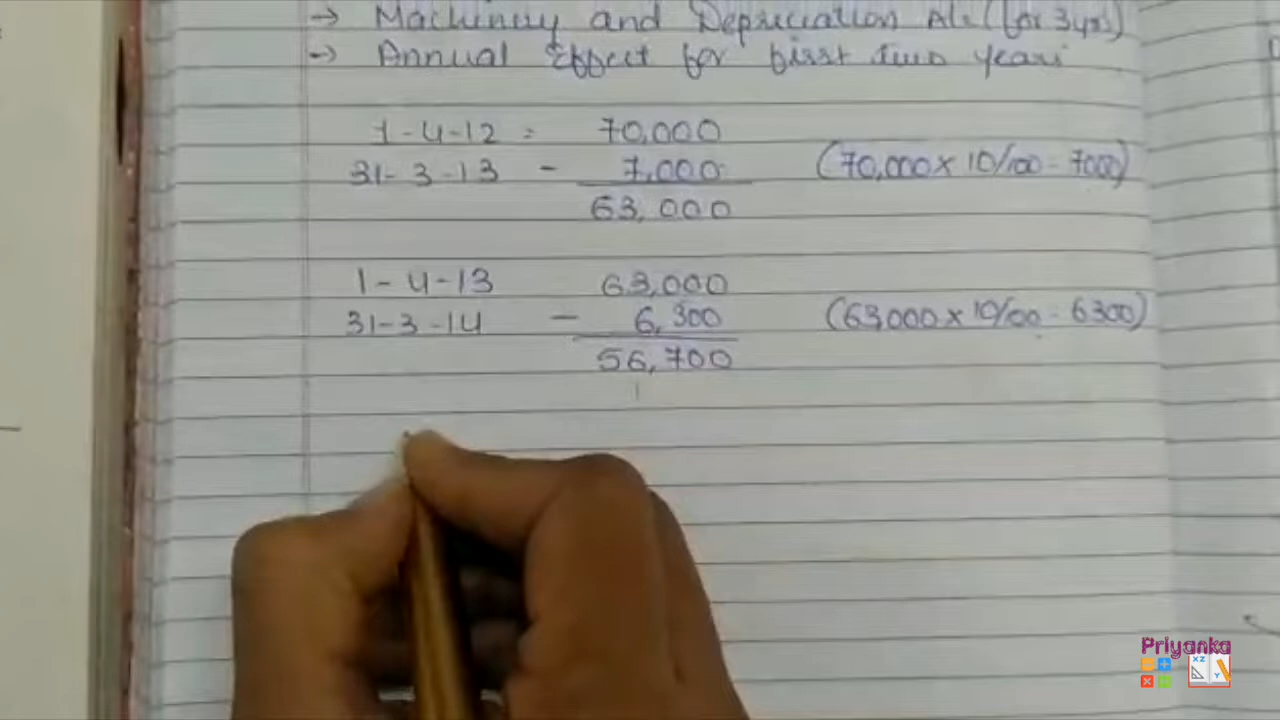 → Machinery and Depreciation A/c (for 3yrs)
→ Annual Effect for first two years
1-4-12 = 70,000
31-3-13 - 7,000 (70,000 x 10/100 - 7000)
63,000
1-4-13 63,000
31-3-14 - 6,300 (63000 x 10/100 - 6300)
56,700
Priyanka